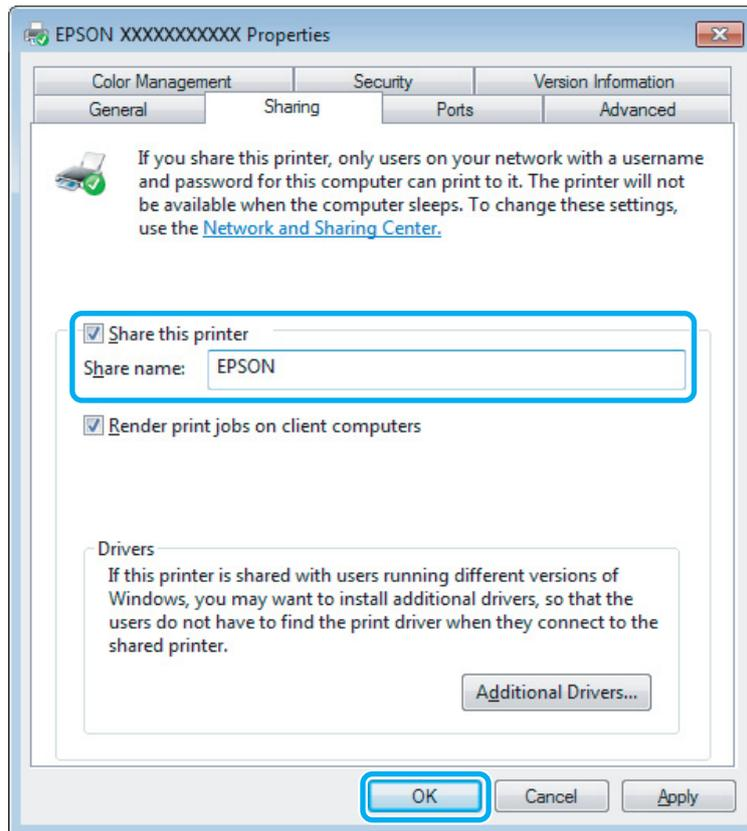 EPSON XXXXXXXXXXX Properties
Color Management Security Version Information
General Sharing Ports Advanced
If you share this printer, only users on your network with a username
and password for this computer can print to it. The printer will not
be available when the computer sleeps. To change these settings,
use the Network and Sharing Center.
Share this printer
Share name: EPSON
Render print jobs on client computers
Drivers
If this printer is shared with users running different versions of
Windows, you may want to install additional drivers, so that the
users do not have to find the print driver when they connect to the
shared printer.
Additional Drivers...
OK Cancel Apply